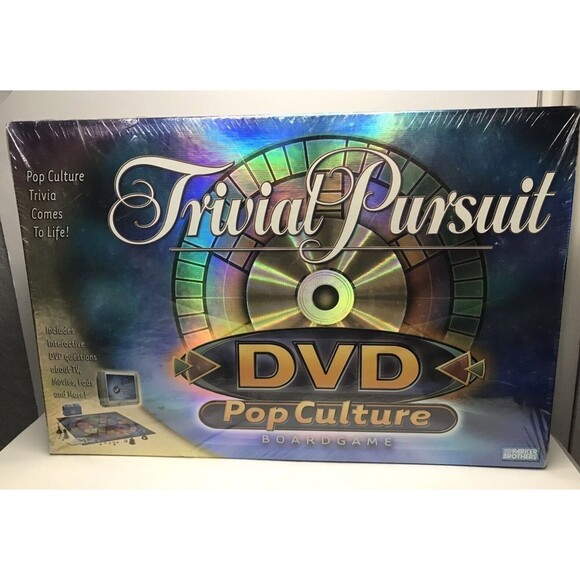 Pop Culture
Trivia
Comes
To Life!
Trivial Pursuit
Includes
Interactive
DVD questions
about TV,
Movies, Fads
and More!
DVD
Pop Culture
BOARDGAME
PARKER
BROTHERS